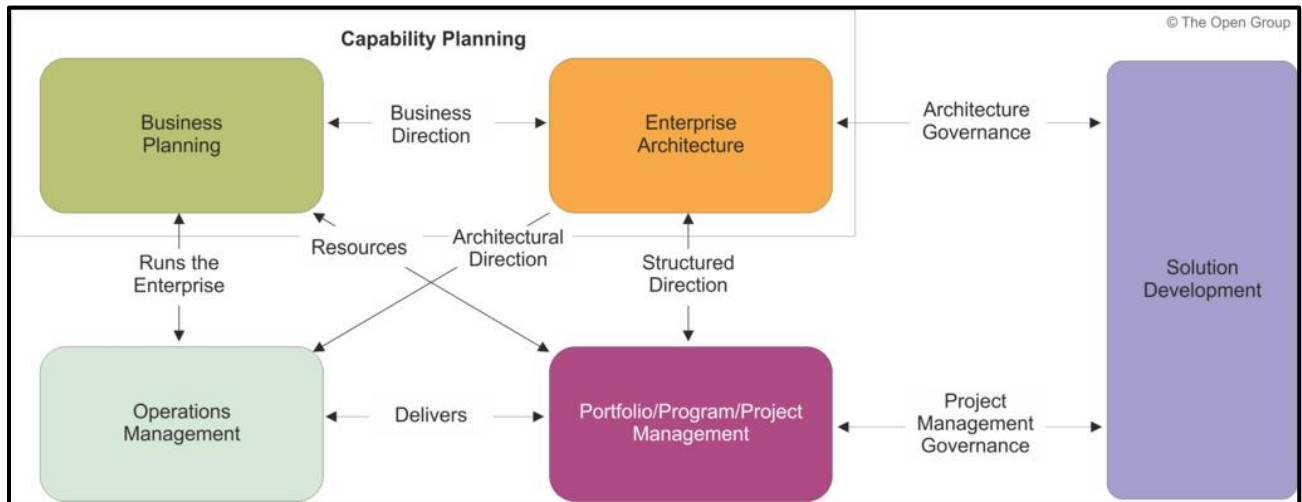 © The Open Group
Capability Planning
Business
Planning
Business
Direction
Enterprise
Architecture
Architecture
Governance
Resources
Architectural
Direction
Runs the
Enterprise
Structured
Direction
Solution
Development
Operations
Management
Delivers
Portfolio/Program/Project
Management
Project
Management
Governance